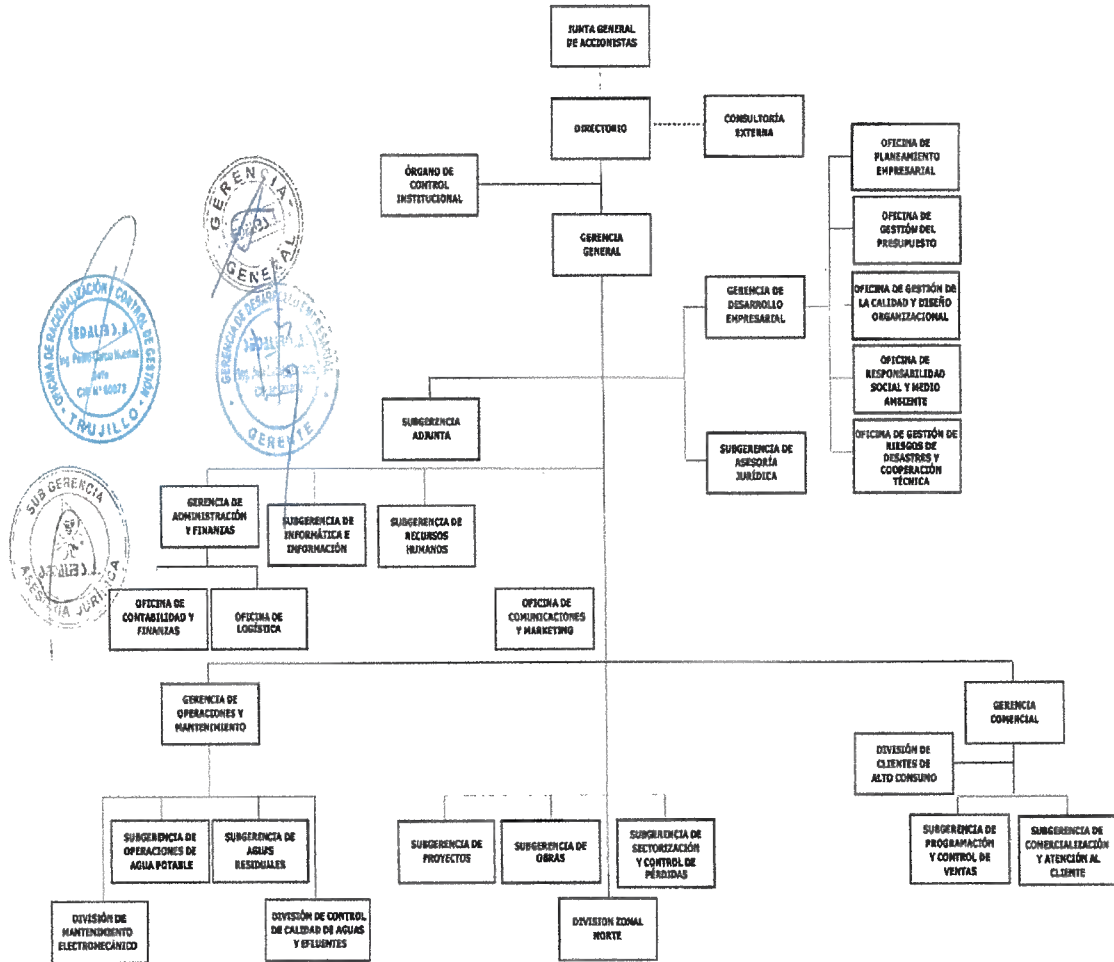 JUNTA GENERAL
DE ACCIONISTAS
DIRECTORIO
CONSULTORÍA
EXTERNA
ÓRGANO DE
CONTROL
INSTITUCIONAL
GERENCIA
GENERAL
OFICINA DE
PLANEAMIENTO
EMPRESARIAL
OFICINA DE
GESTIÓN DEL
PRESUPUESTO
GERENCIA DE
DESARROLLO
EMPRESARIAL
OFICINA DE GESTIÓN DE
LA CALIDAD Y DISEÑO
ORGANIZACIONAL
OFICINA DE
RESPONSABILIDAD
SOCIAL Y MEDIO
AMBIENTE
SUBGERENCIA
ADJUNTA
SUBGERENCIA DE
ASESORÍA
JURÍDICA
OFICINA DE GESTIÓN DE
RIESGOS DE
DESASTRES Y
COOPERACIÓN
TÉCNICA
GERENCIA DE
ADMINISTRACIÓN
Y FINANZAS
SUBGERENCIA DE
INFORMÁTICA E
INFORMACIÓN
SUBGERENCIA DE
RECURSOS
HUMANOS
OFICINA DE
CONTABILIDAD Y
FINANZAS
OFICINA DE
LOGÍSTICA
OFICINA DE
COMUNICACIONES
Y MARKETING
GERENCIA DE
OPERACIONES Y
MANTENIMIENTO
GERENCIA
COMERCIAL
DIVISIÓN DE
CLIENTES DE
ALTO CONSUMO
SUBGERENCIA DE
OPERACIONES DE
AGUA POTABLE
SUBGERENCIA DE
AGUAS
RESIDUALES
SUBGERENCIA DE
PROYECTOS
SUBGERENCIA DE
OBRAS
SUBGERENCIA DE
SECTORIZACIÓN
Y CONTROL DE
PÉRDIDAS
SUBGERENCIA DE
PROGRAMACIÓN
Y CONTROL DE
VENTAS
SUBGERENCIA DE
COMERCIALIZACIÓN
Y ATENCIÓN AL
CLIENTE
DIVISIÓN DE
MANTENIMIENTO
ELECTROMECÁNICO
DIVISIÓN DE CONTROL
DE CALIDAD DE AGUAS
Y EFLUENTES
DIVISION ZONAL
NORTE
GERENCIA
GENERAL
OFICINA DE RACIONALIZACIÓN Y CONTROL DE GESTIÓN
SEDALIB S.A.
TRUJILLO
GERENCIA DE DESARROLLO EMPRESARIAL
GERENTE
SUB GERENCIA
ASESORIA JURÍDICA